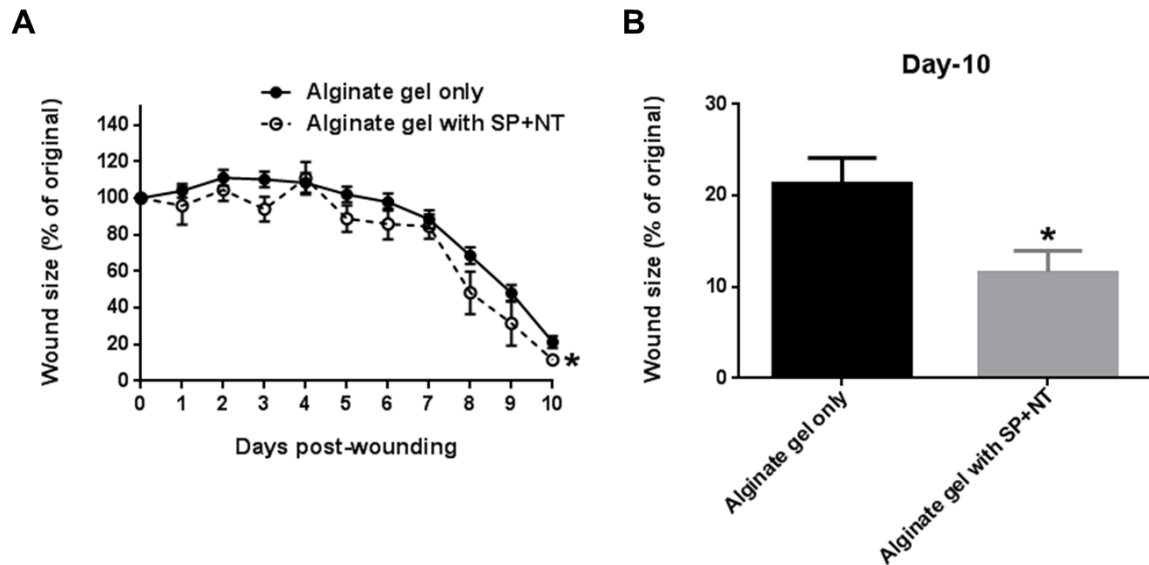 A
Alginate gel only
Alginate gel with SP+NT
Wound size (% of original)
140
120
100
80
60
40
20
0
*
0 1 2 3 4 5 6 7 8 9 10
Days post-wounding
B
Day-10
Wound size (% of original)
30
20
10
0
*
Alginate gel only
Alginate gel with SP+NT